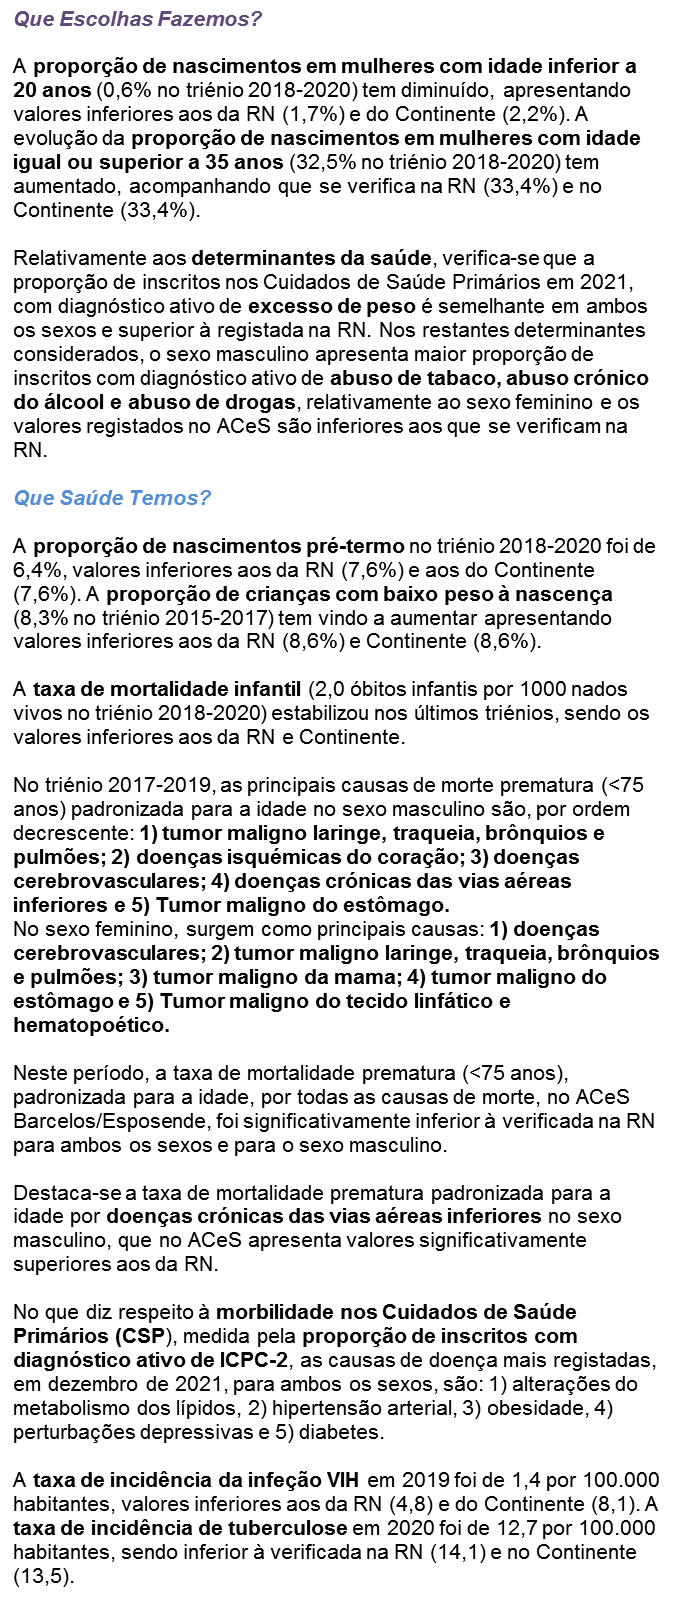 Que Escolhas Fazemos?
A proporção de nascimentos em mulheres com idade inferior a
20 anos (0,6% no triénio 2018-2020) tem diminuído, apresentando
valores inferiores aos da RN (1,7%) e do Continente (2,2%). A
evolução da proporção de nascimentos em mulheres com idade
igual ou superior a 35 anos (32,5% no triénio 2018-2020) tem
aumentado, acompanhando que se verifica na RN (33,4%) e no
Continente (33,4%).
Relativamente aos determinantes da saúde, verifica-se que a
proporção de inscritos nos Cuidados de Saúde Primários em 2021,
com diagnóstico ativo de excesso de peso é semelhante em ambos
os sexos e superior à registada na RN. Nos restantes determinantes
considerados, o sexo masculino apresenta maior proporção de
inscritos com diagnóstico ativo de abuso de tabaco, abuso crónico
do álcool e abuso de drogas, relativamente ao sexo feminino e os
valores registados no ACeS são inferiores aos que se verificam na
RN.
Que Saúde Temos?
A proporção de nascimentos pré-termo no triénio 2018-2020 foi de
6,4%, valores inferiores aos da RN (7,6%) e aos do Continente
(7,6%). A proporção de crianças com baixo peso à nascença
(8,3% no triénio 2015-2017) tem vindo a aumentar apresentando
valores inferiores aos da RN (8,6%) e Continente (8,6%).
A taxa de mortalidade infantil (2,0 óbitos infantis por 1000 nados
vivos no triénio 2018-2020) estabilizou nos últimos triénios, sendo os
valores inferiores aos da RN e Continente.
No triénio 2017-2019, as principais causas de morte prematura (<75
anos) padronizada para a idade no sexo masculino são, por ordem
decrescente: 1) tumor maligno laringe, traqueia, brônquios e
pulmões; 2) doenças isquémicas do coração; 3) doenças
cerebrovasculares; 4) doenças crónicas das vias aéreas
inferiores e 5) Tumor maligno do estômago.
No sexo feminino, surgem como principais causas: 1) doenças
cerebrovasculares; 2) tumor maligno laringe, traqueia, brônquios
e pulmões; 3) tumor maligno da mama; 4) tumor maligno do
estômago e 5) Tumor maligno do tecido linfático e
hematopoético.
Neste período, a taxa de mortalidade prematura (<75 anos),
padronizada para a idade, por todas as causas de morte, no ACeS
Barcelos/Esposende, foi significativamente inferior à verificada na RN
para ambos os sexos e para o sexo masculino.
Destaca-se a taxa de mortalidade prematura padronizada para a
idade por doenças crónicas das vias aéreas inferiores no sexo
masculino, que no ACeS apresenta valores significativamente
superiores aos da RN.
No que diz respeito à morbilidade nos Cuidados de Saúde
Primários (CSP), medida pela proporção de inscritos com
diagnóstico ativo de ICPC-2, as causas de doença mais registadas,
em dezembro de 2021, para ambos os sexos, são: 1) alterações do
metabolismo dos lípidos, 2) hipertensão arterial, 3) obesidade, 4)
perturbações depressivas e 5) diabetes.
A taxa de incidência da infeção VIH em 2019 foi de 1,4 por 100.000
habitantes, valores inferiores aos da RN (4,8) e do Continente (8,1). A
taxa de incidência de tuberculose em 2020 foi de 12,7 por 100.000
habitantes, sendo inferior à verificada na RN (14,1) e no Continente
(13,5).